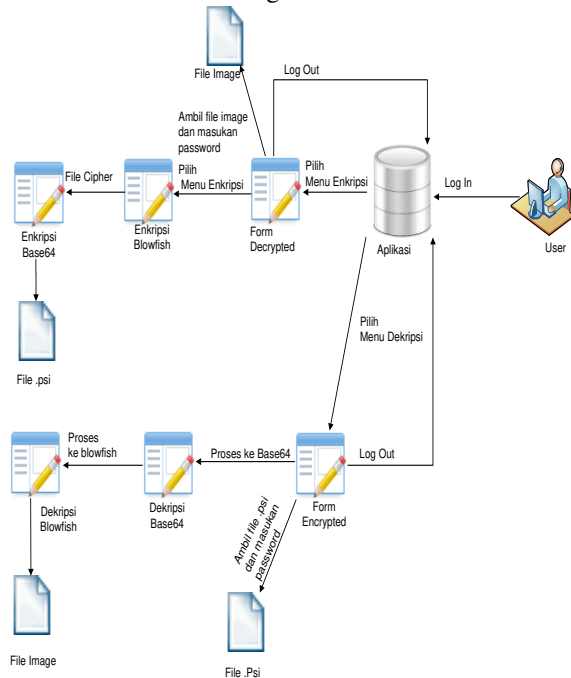 File Image
Log Out
Ambil file image
dan masukan
password
Pilih
Menu Enkripsi
Log In
File Cipher
Pilih
Menu Enkripsi
Enkripsi
Base64
Enkripsi
Blowfish
Form
Decrypted
Aplikasi
User
File .psi
Pilih
Menu Dekripsi
Proses
ke blowfish
Proses ke Base64
Log Out
Dekripsi
Blowfish
Dekripsi
Base64
Form
Encrypted
Ambil file .psi
dan masukan
password
File Image
File .Psi